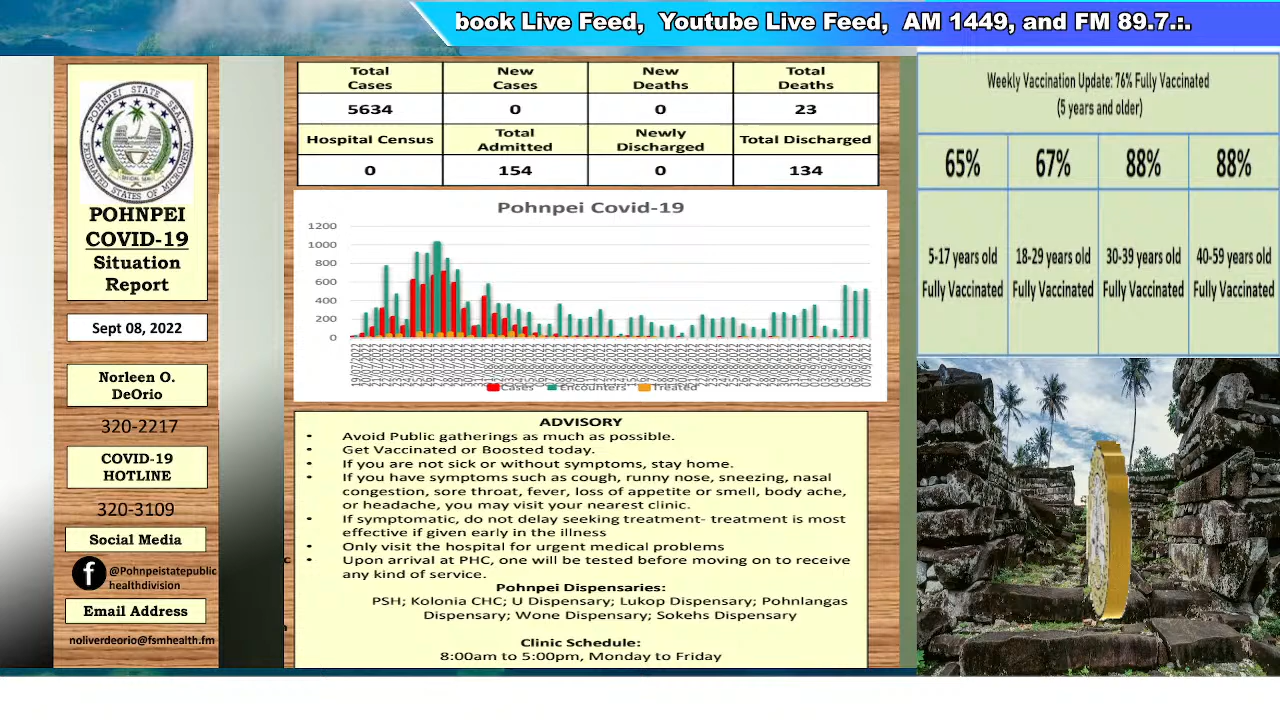 book Live Feed, Youtube Live Feed, AM 1449, and FM 89.7.:.
POHNPEI STATE SEAL
FEDERATED STATES OF MICRONESIA
POHNPEI
COVID-19
Situation
Report
Sept 08, 2022
Norleen O.
DeOrio
320-2217
COVID-19
HOTLINE
320-3109
Social Media
f
@Pohnpeistatepublic
healthdivision
Email Address
noliverdeorio@fsmhealth.fm
Total Cases
New Cases
New Deaths
Total Deaths
5634
0
0
23
Hospital Census
Total Admitted
Newly Discharged
Total Discharged
0
154
0
134
Pohnpei Covid-19
1200
1000
800
600
400
200
0
Cases
Encounters
Treated
ADVISORY
• Avoid Public gatherings as much as possible.
• Get Vaccinated or Boosted today.
• If you are not sick or without symptoms, stay home.
• If you have symptoms such as cough, runny nose, sneezing, nasal
congestion, sore throat, fever, loss of appetite or smell, body ache,
or headache, you may visit your nearest clinic.
• If symptomatic, do not delay seeking treatment- treatment is most
effective if given early in the illness
• Only visit the hospital for urgent medical problems
• Upon arrival at PHC, one will be tested before moving on to receive
any kind of service.
Pohnpei Dispensaries:
PSH; Kolonia CHC; U Dispensary; Lukop Dispensary; Pohnlangas
Dispensary; Wone Dispensary; Sokehs Dispensary
Clinic Schedule:
8:00am to 5:00pm, Monday to Friday
Weekly Vaccination Update: 76% Fully Vaccinated
(5 years and older)
65%
67%
88%
88%
5-17 years old
Fully Vaccinated
18-29 years old
Fully Vaccinated
30-39 years old
Fully Vaccinated
40-59 years old
Fully Vaccinated